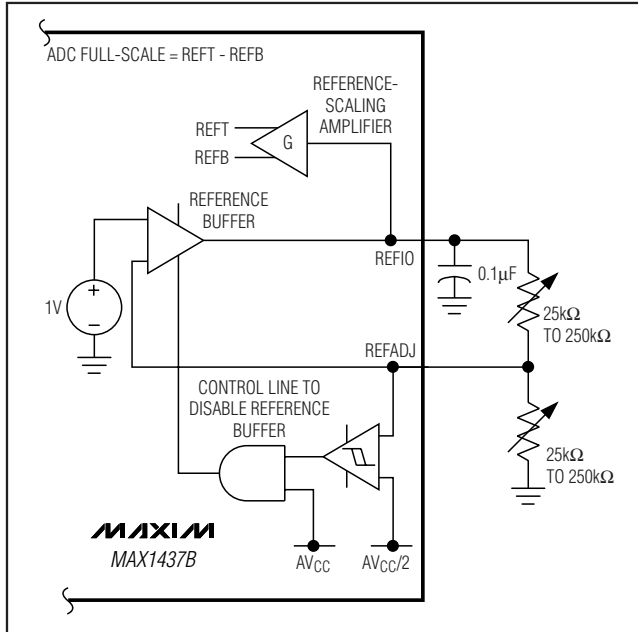 ADC FULL-SCALE = REFT - REFB
REFERENCE-
SCALING
AMPLIFIER
REFT
REFB
G
REFERENCE
BUFFER
REFIO
0.1µF
1V
+
−
25kΩ
TO 250kΩ
REFADJ
CONTROL LINE TO
DISABLE REFERENCE
BUFFER
25kΩ
TO 250kΩ
MAXIM
MAX1437B
AVCC
AVCC/2